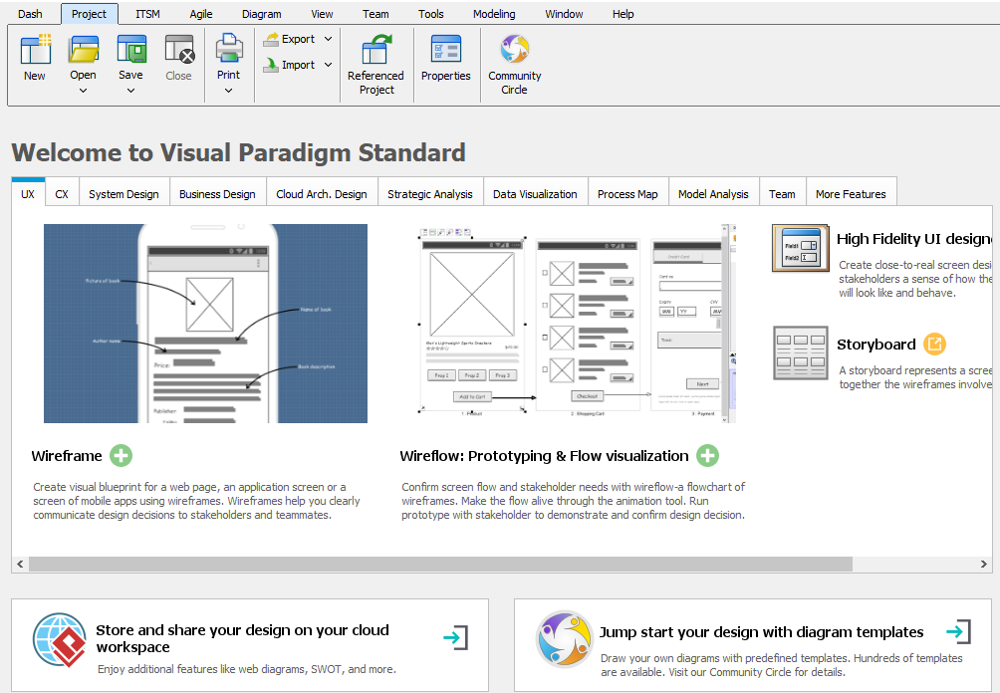 Dash Project ITSM Agile Diagram View Team Tools Modeling Window Help
New Open Save Close Print Export Import Referenced Project Properties Community Circle
Welcome to Visual Paradigm Standard
UX CX System Design Business Design Cloud Arch. Design Strategic Analysis Data Visualization Process Map Model Analysis Team More Features
Picture of book
Name of book
Author name
Price:
Book description
Publisher
Men's Lightweight Sports Sneakers
Prop 1 Prop 2 Prop 3
Add to Cart
1 : Product
Checkout
2 : Shopping Cart
Credit Card
Card no.
Expiry CVV
MM YY
Total:
Next
3 : Payment
Wireframe
Create visual blueprint for a web page, an application screen or a
screen of mobile apps using wireframes. Wireframes help you clearly
communicate design decisions to stakeholders and teammates.
Wireflow: Prototyping & Flow visualization
Confirm screen flow and stakeholder needs with wireflow-a flowchart of
wireframes. Make the flow alive through the animation tool. Run
prototype with stakeholder to demonstrate and confirm design decision.
Field1
Field2
High Fidelity UI designe
Create close-to-real screen desi
stakeholders a sense of how the
will look like and behave.
Storyboard
A storyboard represents a scree
together the wireframes involve
Store and share your design on your cloud
workspace
Enjoy additional features like web diagrams, SWOT, and more.
Jump start your design with diagram templates
Draw your own diagrams with predefined templates. Hundreds of templates
are available. Visit our Community Circle for details.